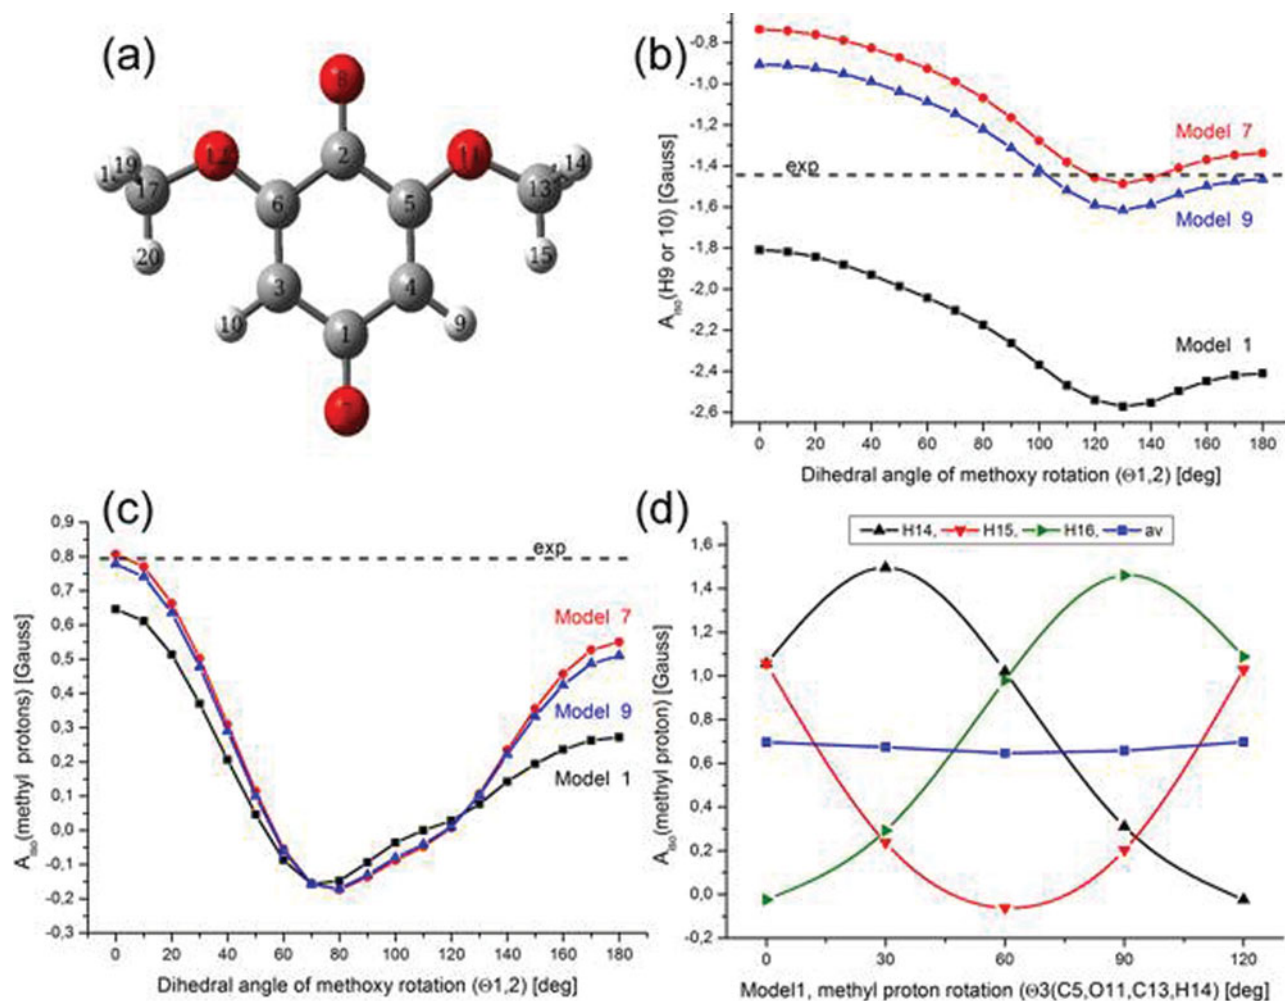 (a)
8
19
12
2
11
14
17
13
6
5
20
15
3
4
10
9
1
7
(b)
-0,8
-1,0
-1,2
-1,4
-1,6
-1,8
-2,0
-2,2
-2,4
-2,6
A_iso(H9 or 10) [Gauss]
Model 7
exp
Model 9
Model 1
0 20 40 60 80 100 120 140 160 180
Dihedral angle of methoxy rotation (Θ1,2) [deg]
(c)
0,9
0,8
0,7
0,6
0,5
0,4
0,3
0,2
0,1
0,0
-0,1
-0,2
-0,3
A_iso(methyl protons) [Gauss]
exp
Model 7
Model 9
Model 1
0 20 40 60 80 100 120 140 160 180
Dihedral angle of methoxy rotation (Θ1,2) [deg]
(d)
H14, H15, H16, av
1,6
1,4
1,2
1,0
0,8
0,6
0,4
0,2
0,0
-0,2
A_iso(methyl proton) [Gauss]
0 30 60 90 120
Model1, methyl proton rotation (Θ3(C5,O11,C13,H14) [deg]